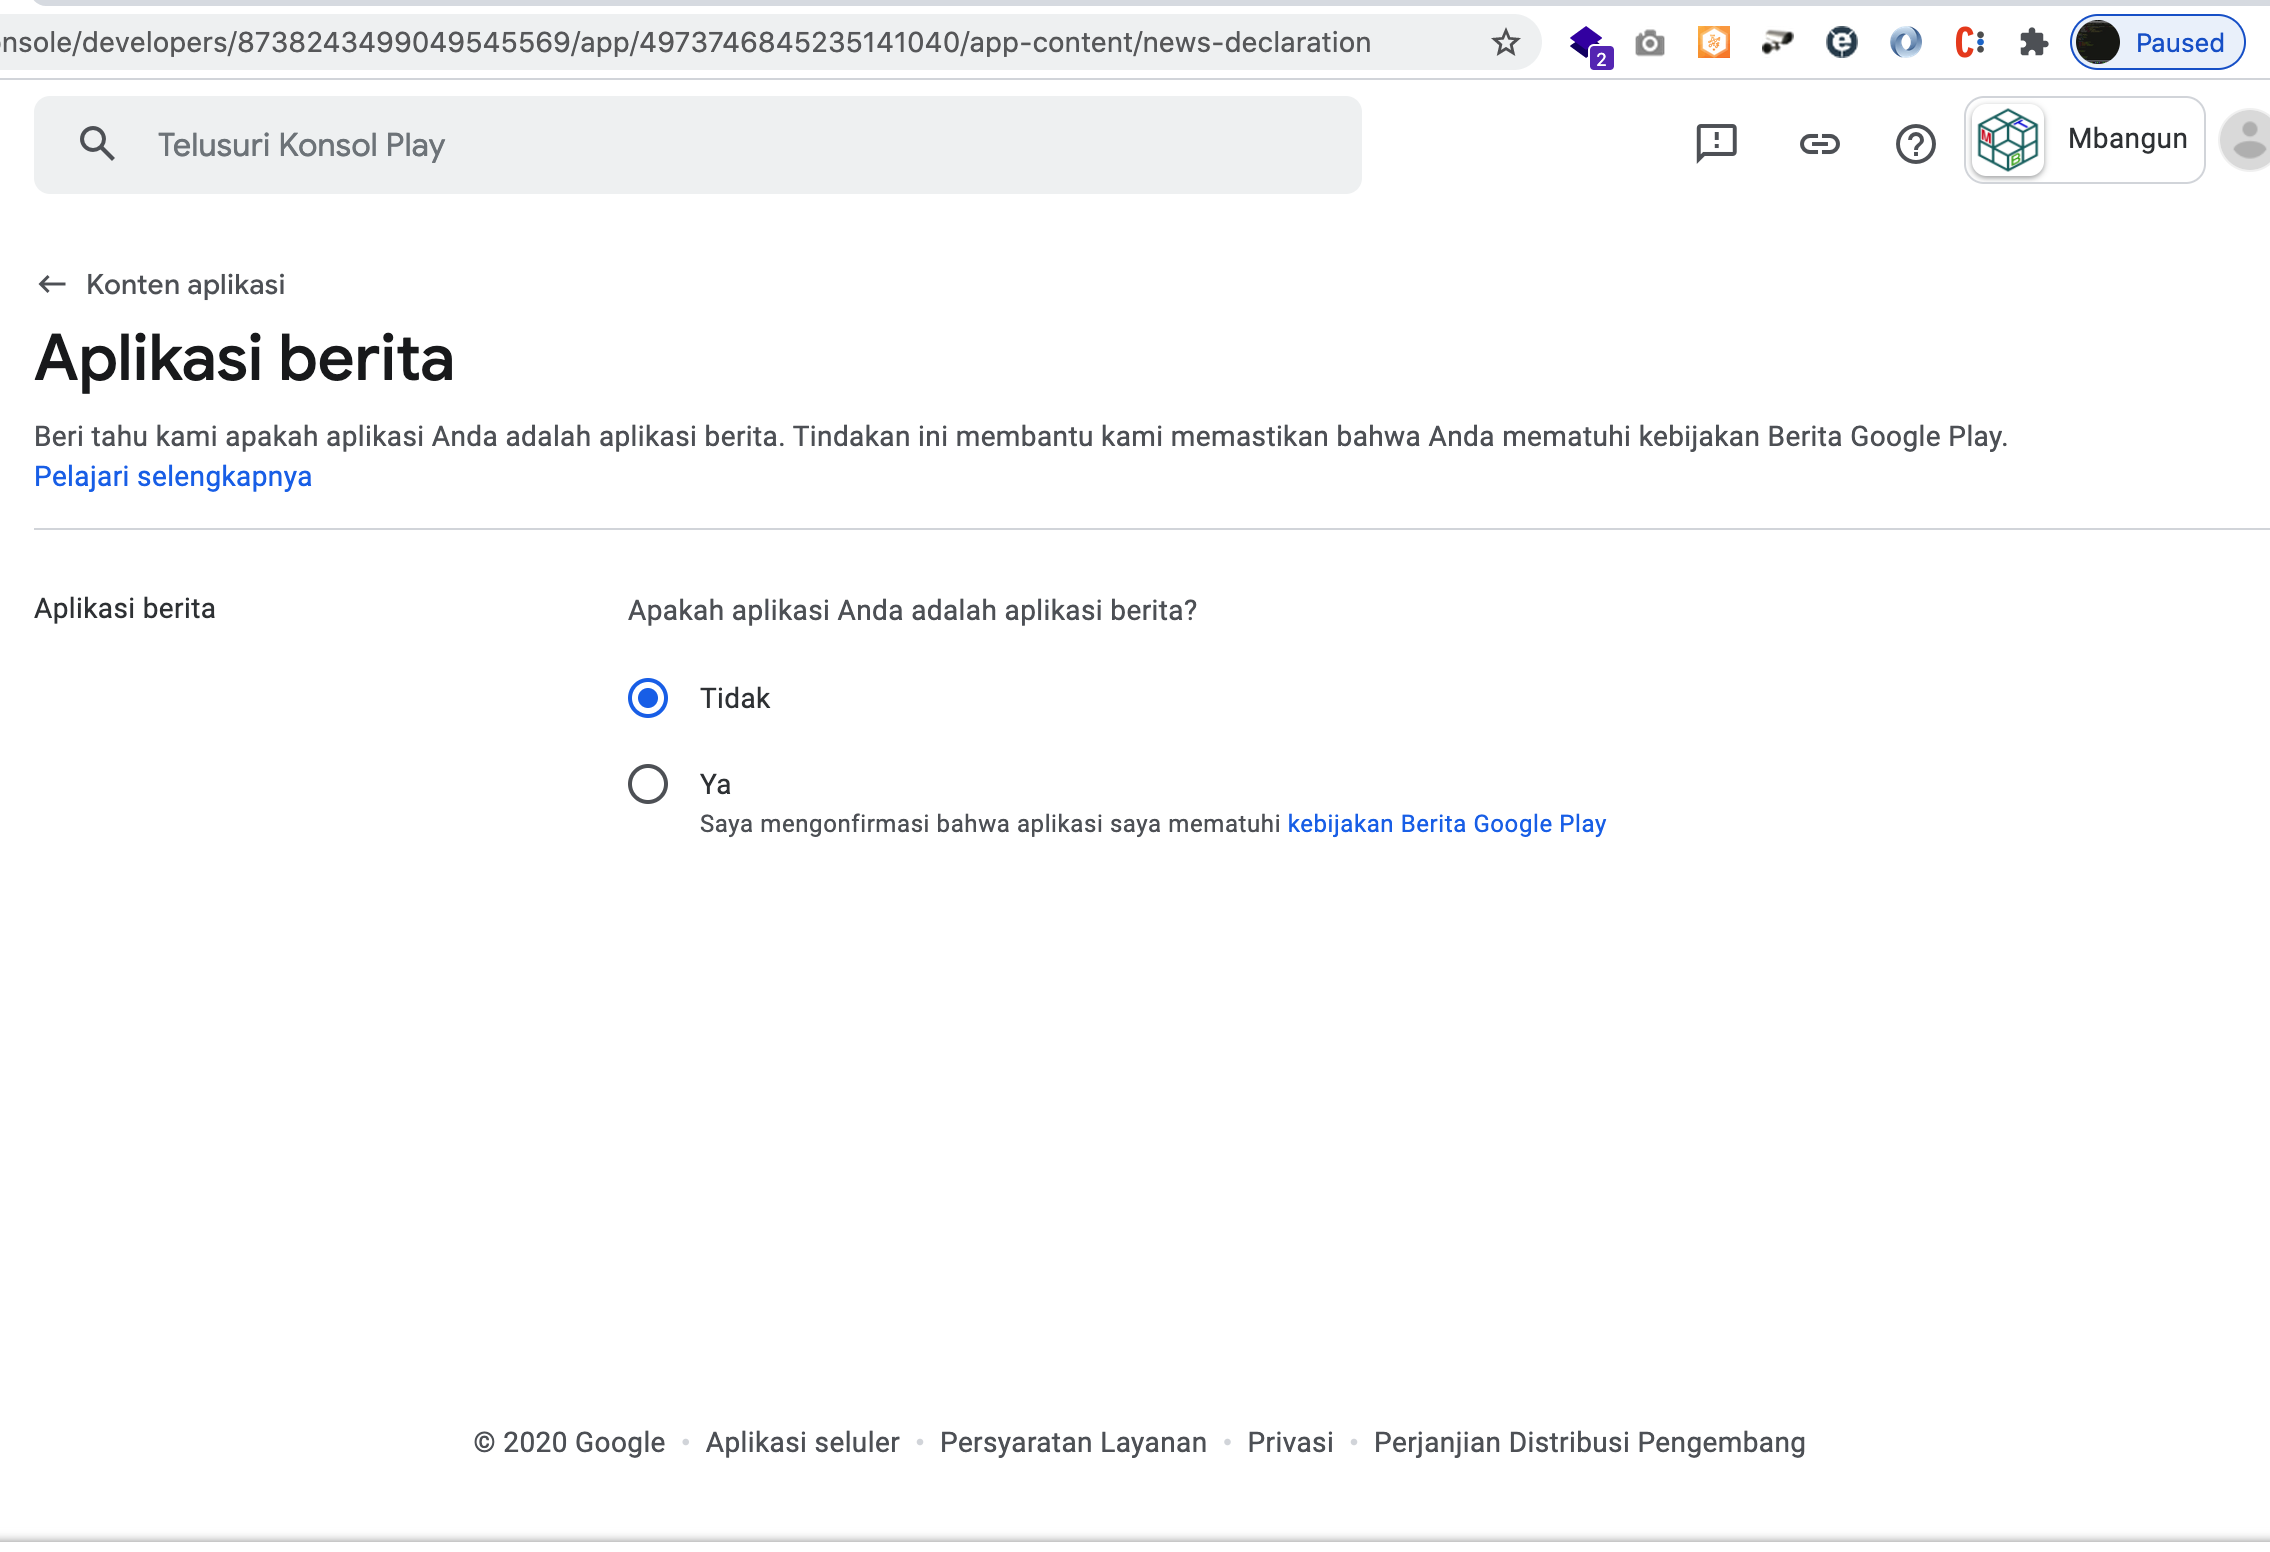 nsole/developers/8738243499049545569/app/4973746845235141040/app-content/news-declaration
2
Paused
Telusuri Konsol Play
M
B
Mbangun
Konten aplikasi
Aplikasi berita
Beri tahu kami apakah aplikasi Anda adalah aplikasi berita. Tindakan ini membantu kami memastikan bahwa Anda mematuhi kebijakan Berita Google Play.
Pelajari selengkapnya
Aplikasi berita
Apakah aplikasi Anda adalah aplikasi berita?
Tidak
Ya
Saya mengonfirmasi bahwa aplikasi saya mematuhi kebijakan Berita Google Play
© 2020 Google • Aplikasi seluler • Persyaratan Layanan • Privasi • Perjanjian Distribusi Pengembang